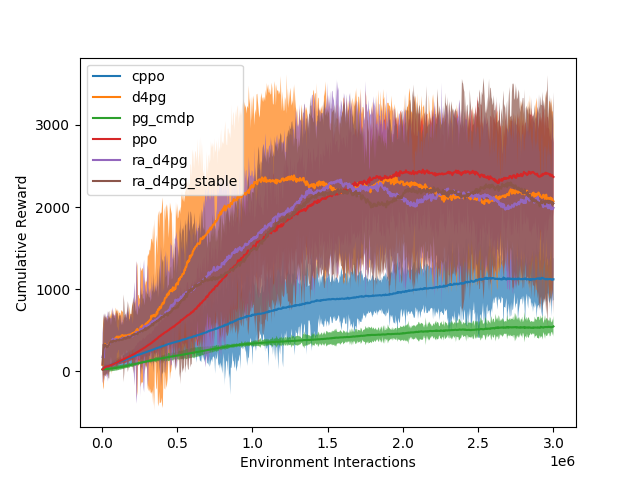 cppo
d4pg
pg_cmdp
ppo
ra_d4pg
ra_d4pg_stable
Cumulative Reward
3000
2000
1000
0
0.0 0.5 1.0 1.5 2.0 2.5 3.0
1e6
Environment Interactions